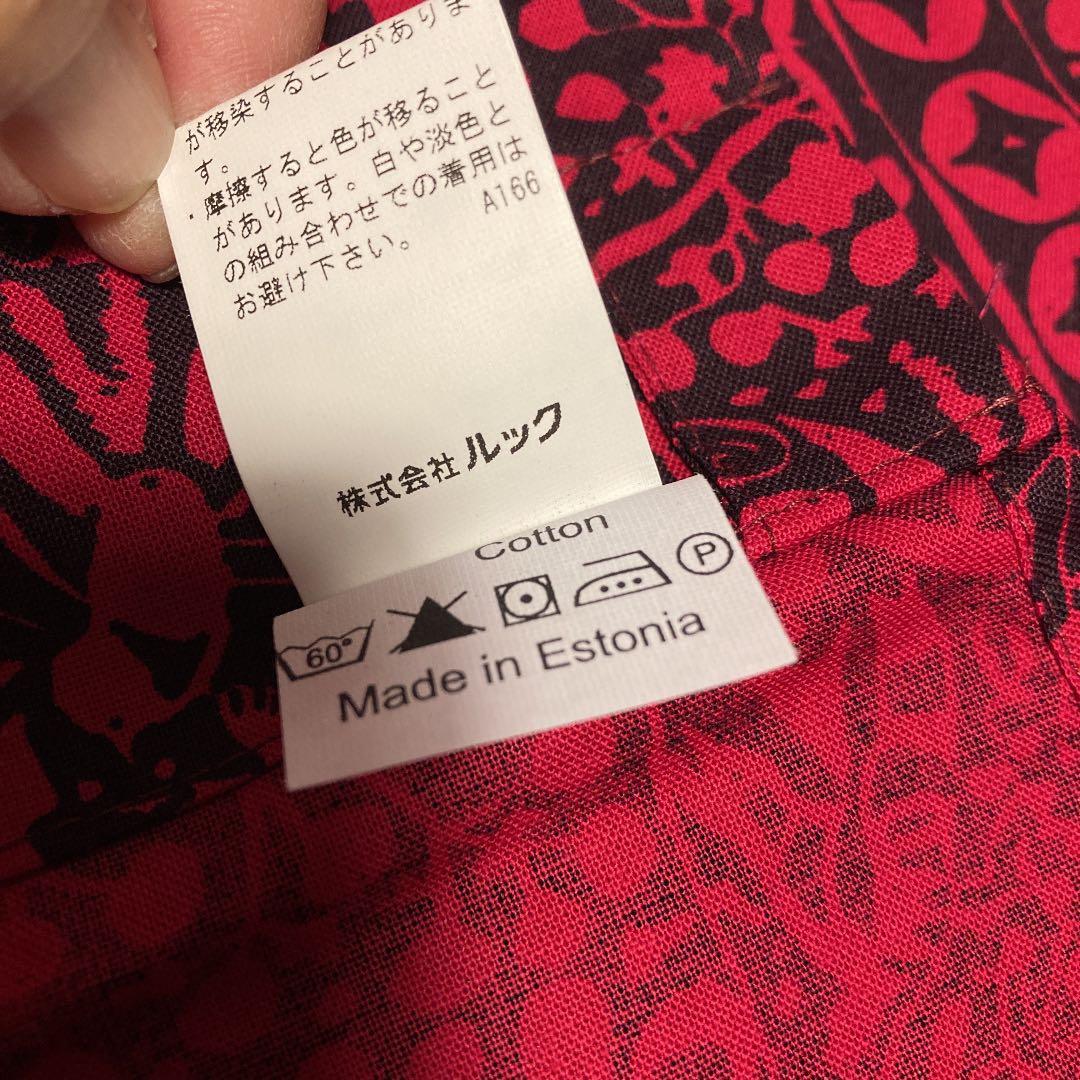 が移染することがありま
す。
・摩擦すると色が移ること
があります。白や淡色と
の組み合わせでの着用は
お避け下さい。
A166
株式会社ルック
Cotton
60° P
Made in Estonia